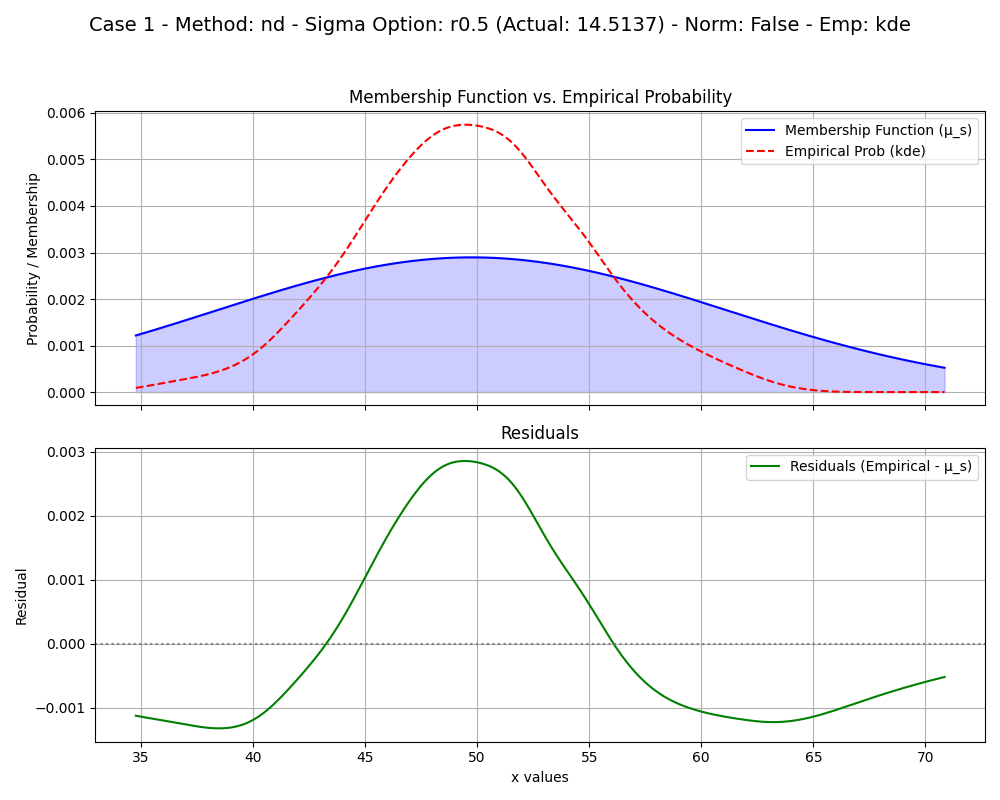 Case 1 - Method: nd - Sigma Option: r0.5 (Actual: 14.5137) - Norm: False - Emp: kde
Membership Function vs. Empirical Probability
0.006
0.005
0.004
0.003
0.002
0.001
0.000
Probability / Membership
Membership Function (μ_s)
Empirical Prob (kde)
Residuals
0.003
0.002
0.001
0.000
−0.001
Residual
Residuals (Empirical - μ_s)
35 40 45 50 55 60 65 70
x values